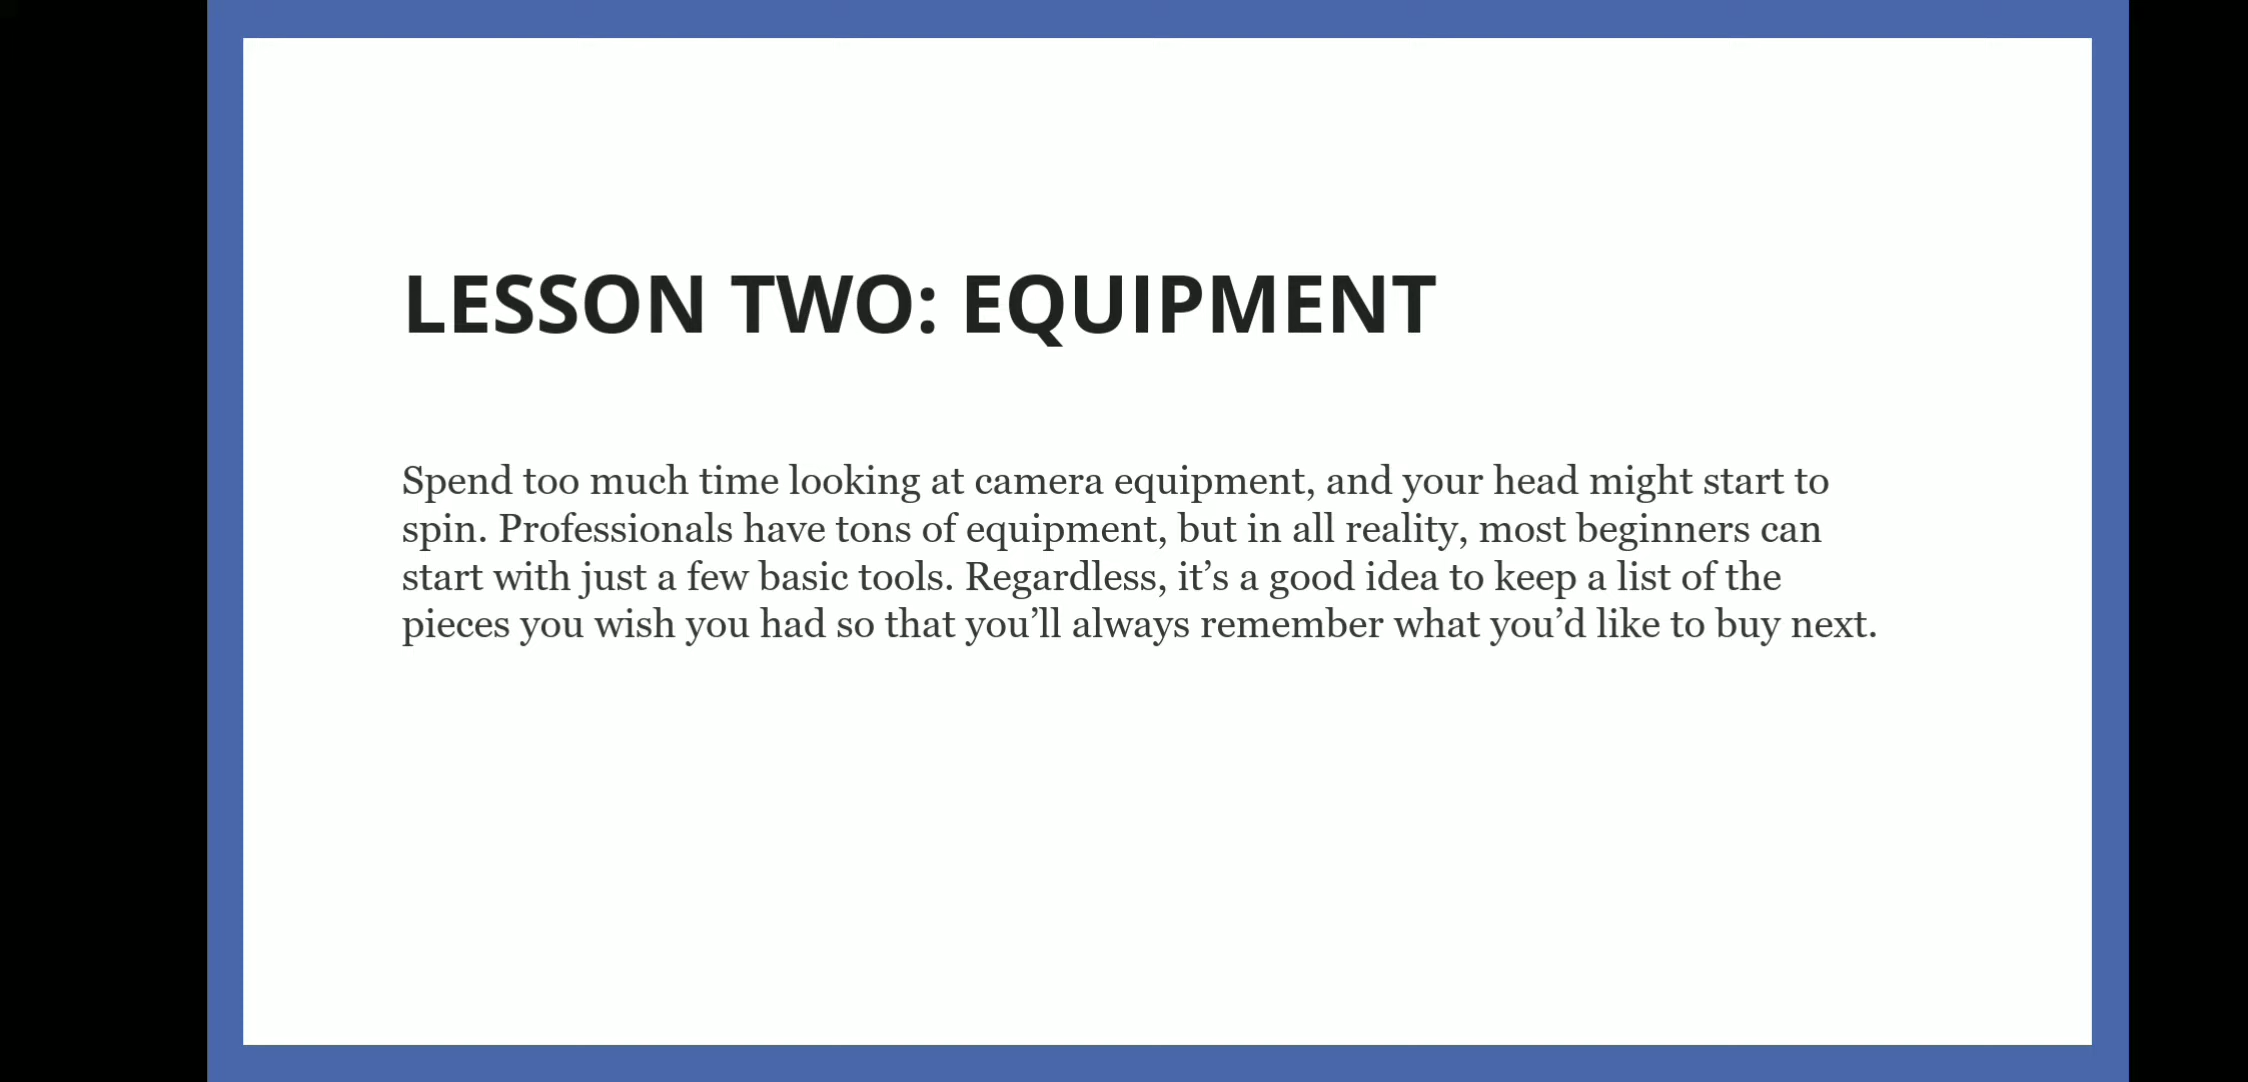 LESSON TWO: EQUIPMENT
Spend too much time looking at camera equipment, and your head might start to
spin. Professionals have tons of equipment, but in all reality, most beginners can
start with just a few basic tools. Regardless, it’s a good idea to keep a list of the
pieces you wish you had so that you’ll always remember what you’d like to buy next.